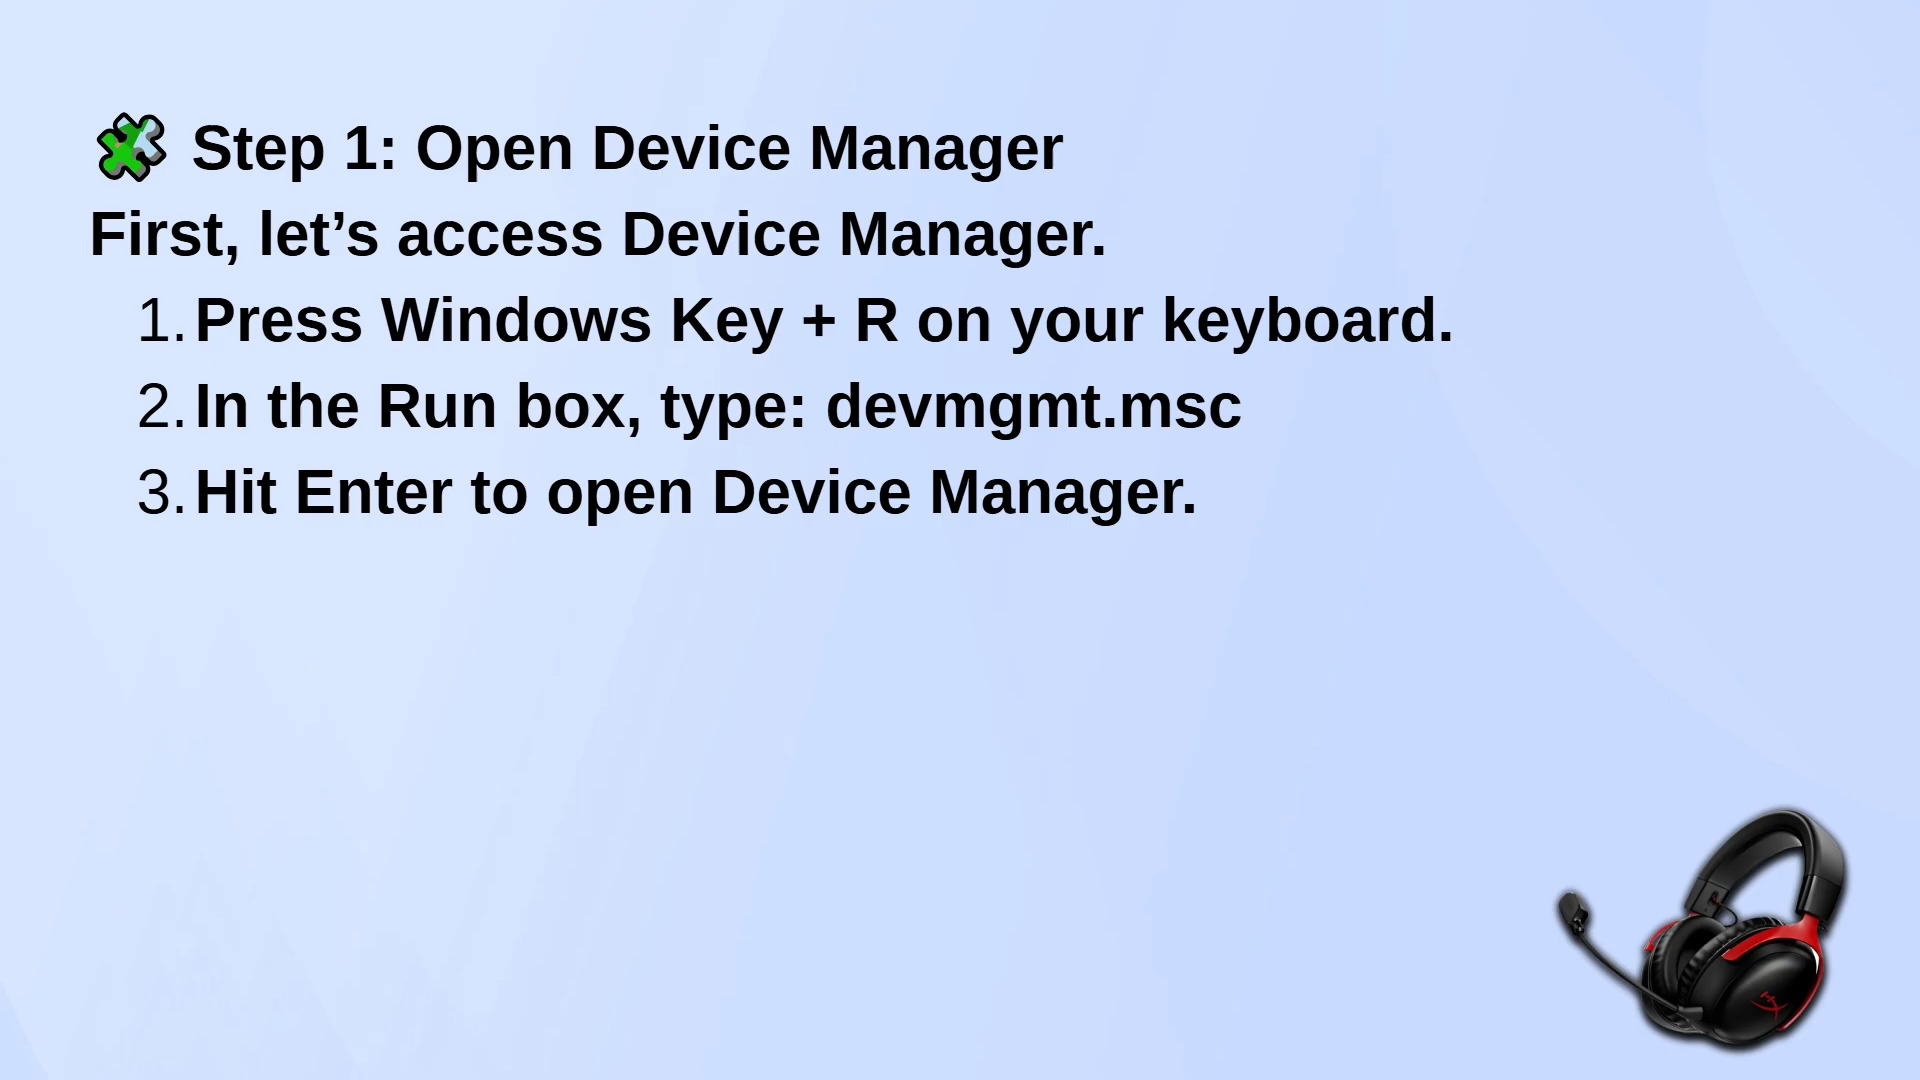 🧩 Step 1: Open Device Manager
First, let’s access Device Manager.
1. Press Windows Key + R on your keyboard.
2. In the Run box, type: devmgmt.msc
3. Hit Enter to open Device Manager.